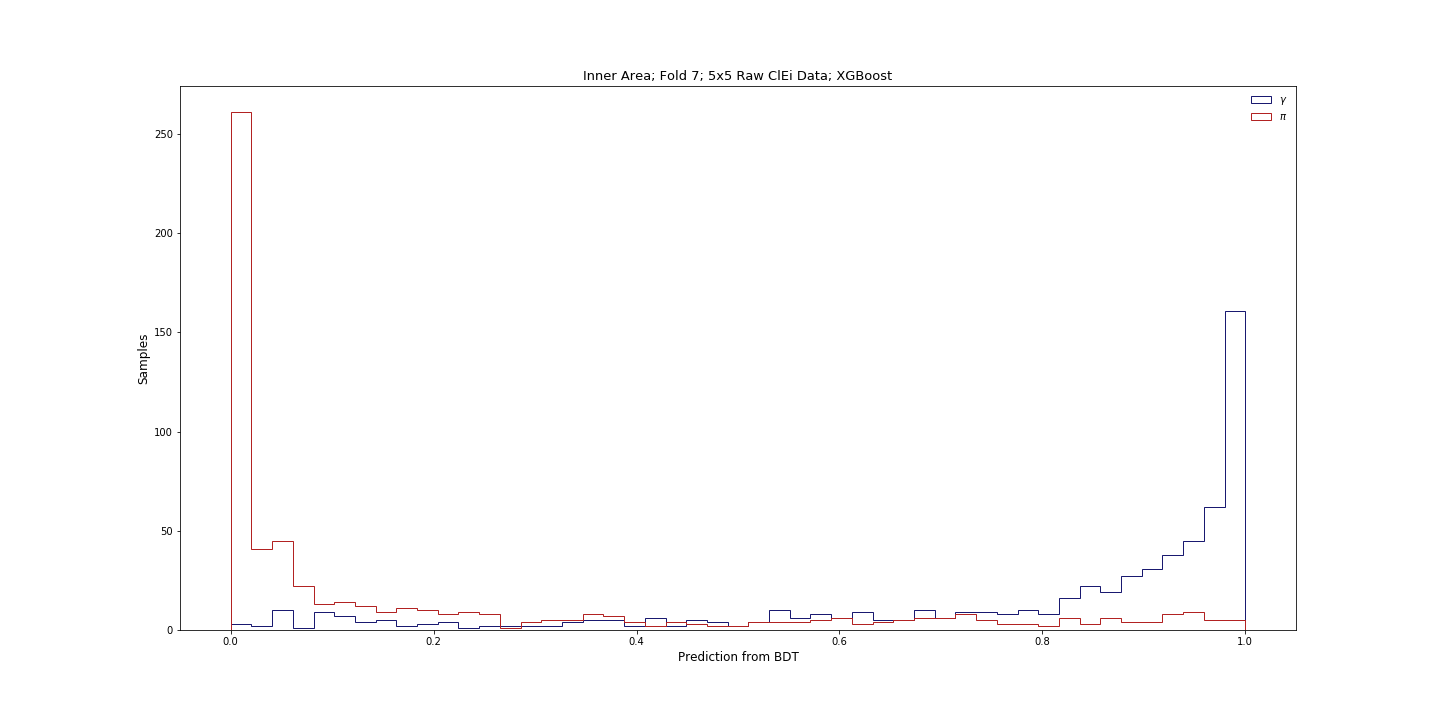 Inner Area; Fold 7; 5x5 Raw ClEi Data; XGBoost
γ
π
250
200
150
100
50
0
Samples
0.0 0.2 0.4 0.6 0.8 1.0
Prediction from BDT